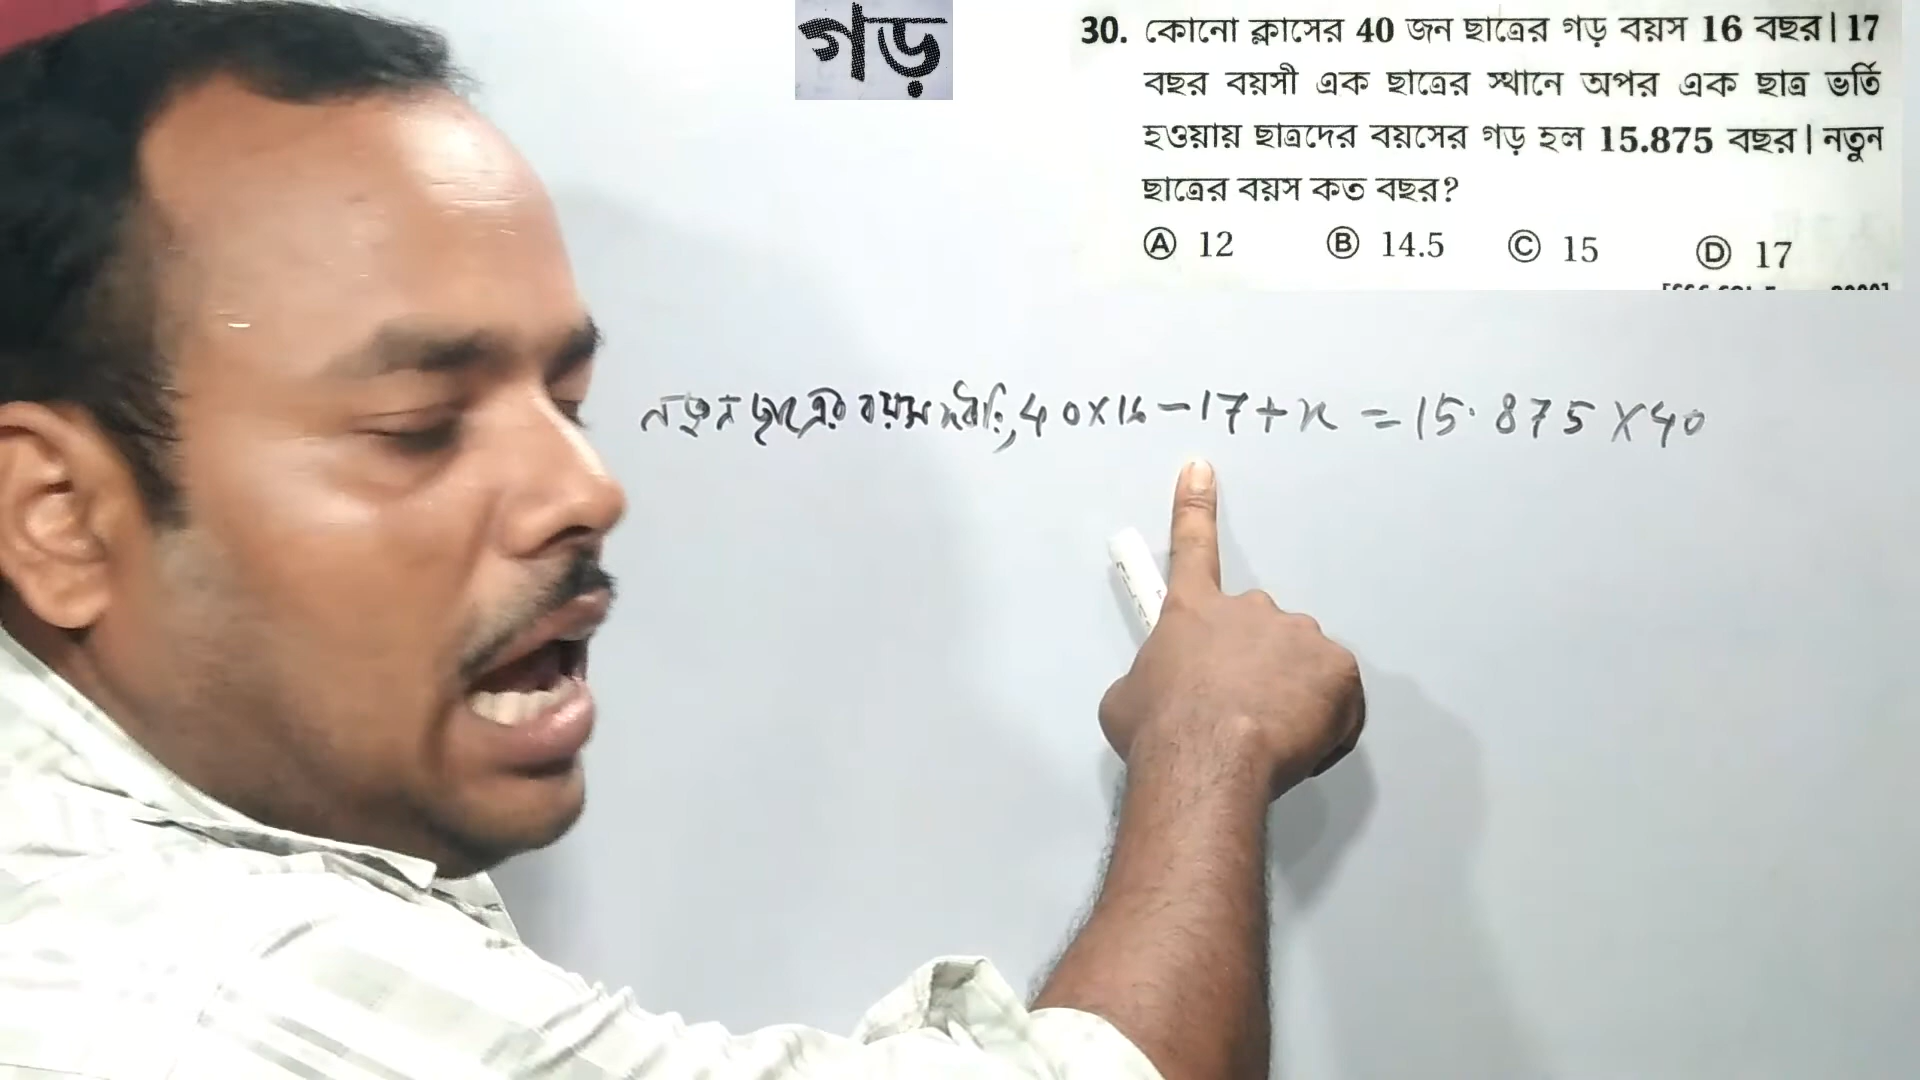 গড়
30. কোনো ক্লাসের 40 জন ছাত্রের গড় বয়স 16 বছর। 17
বছর বয়সী এক ছাত্রের স্থানে অপর এক ছাত্র ভর্তি
হওয়ায় ছাত্রদের বয়সের গড় হল 15.875 বছর। নতুন
ছাত্রের বয়স কত বছর?
Ⓐ 12 Ⓑ 14.5 Ⓒ 15 Ⓓ 17
নতুন ছাত্রের বয়স 40×16-17+x = 15.875×40